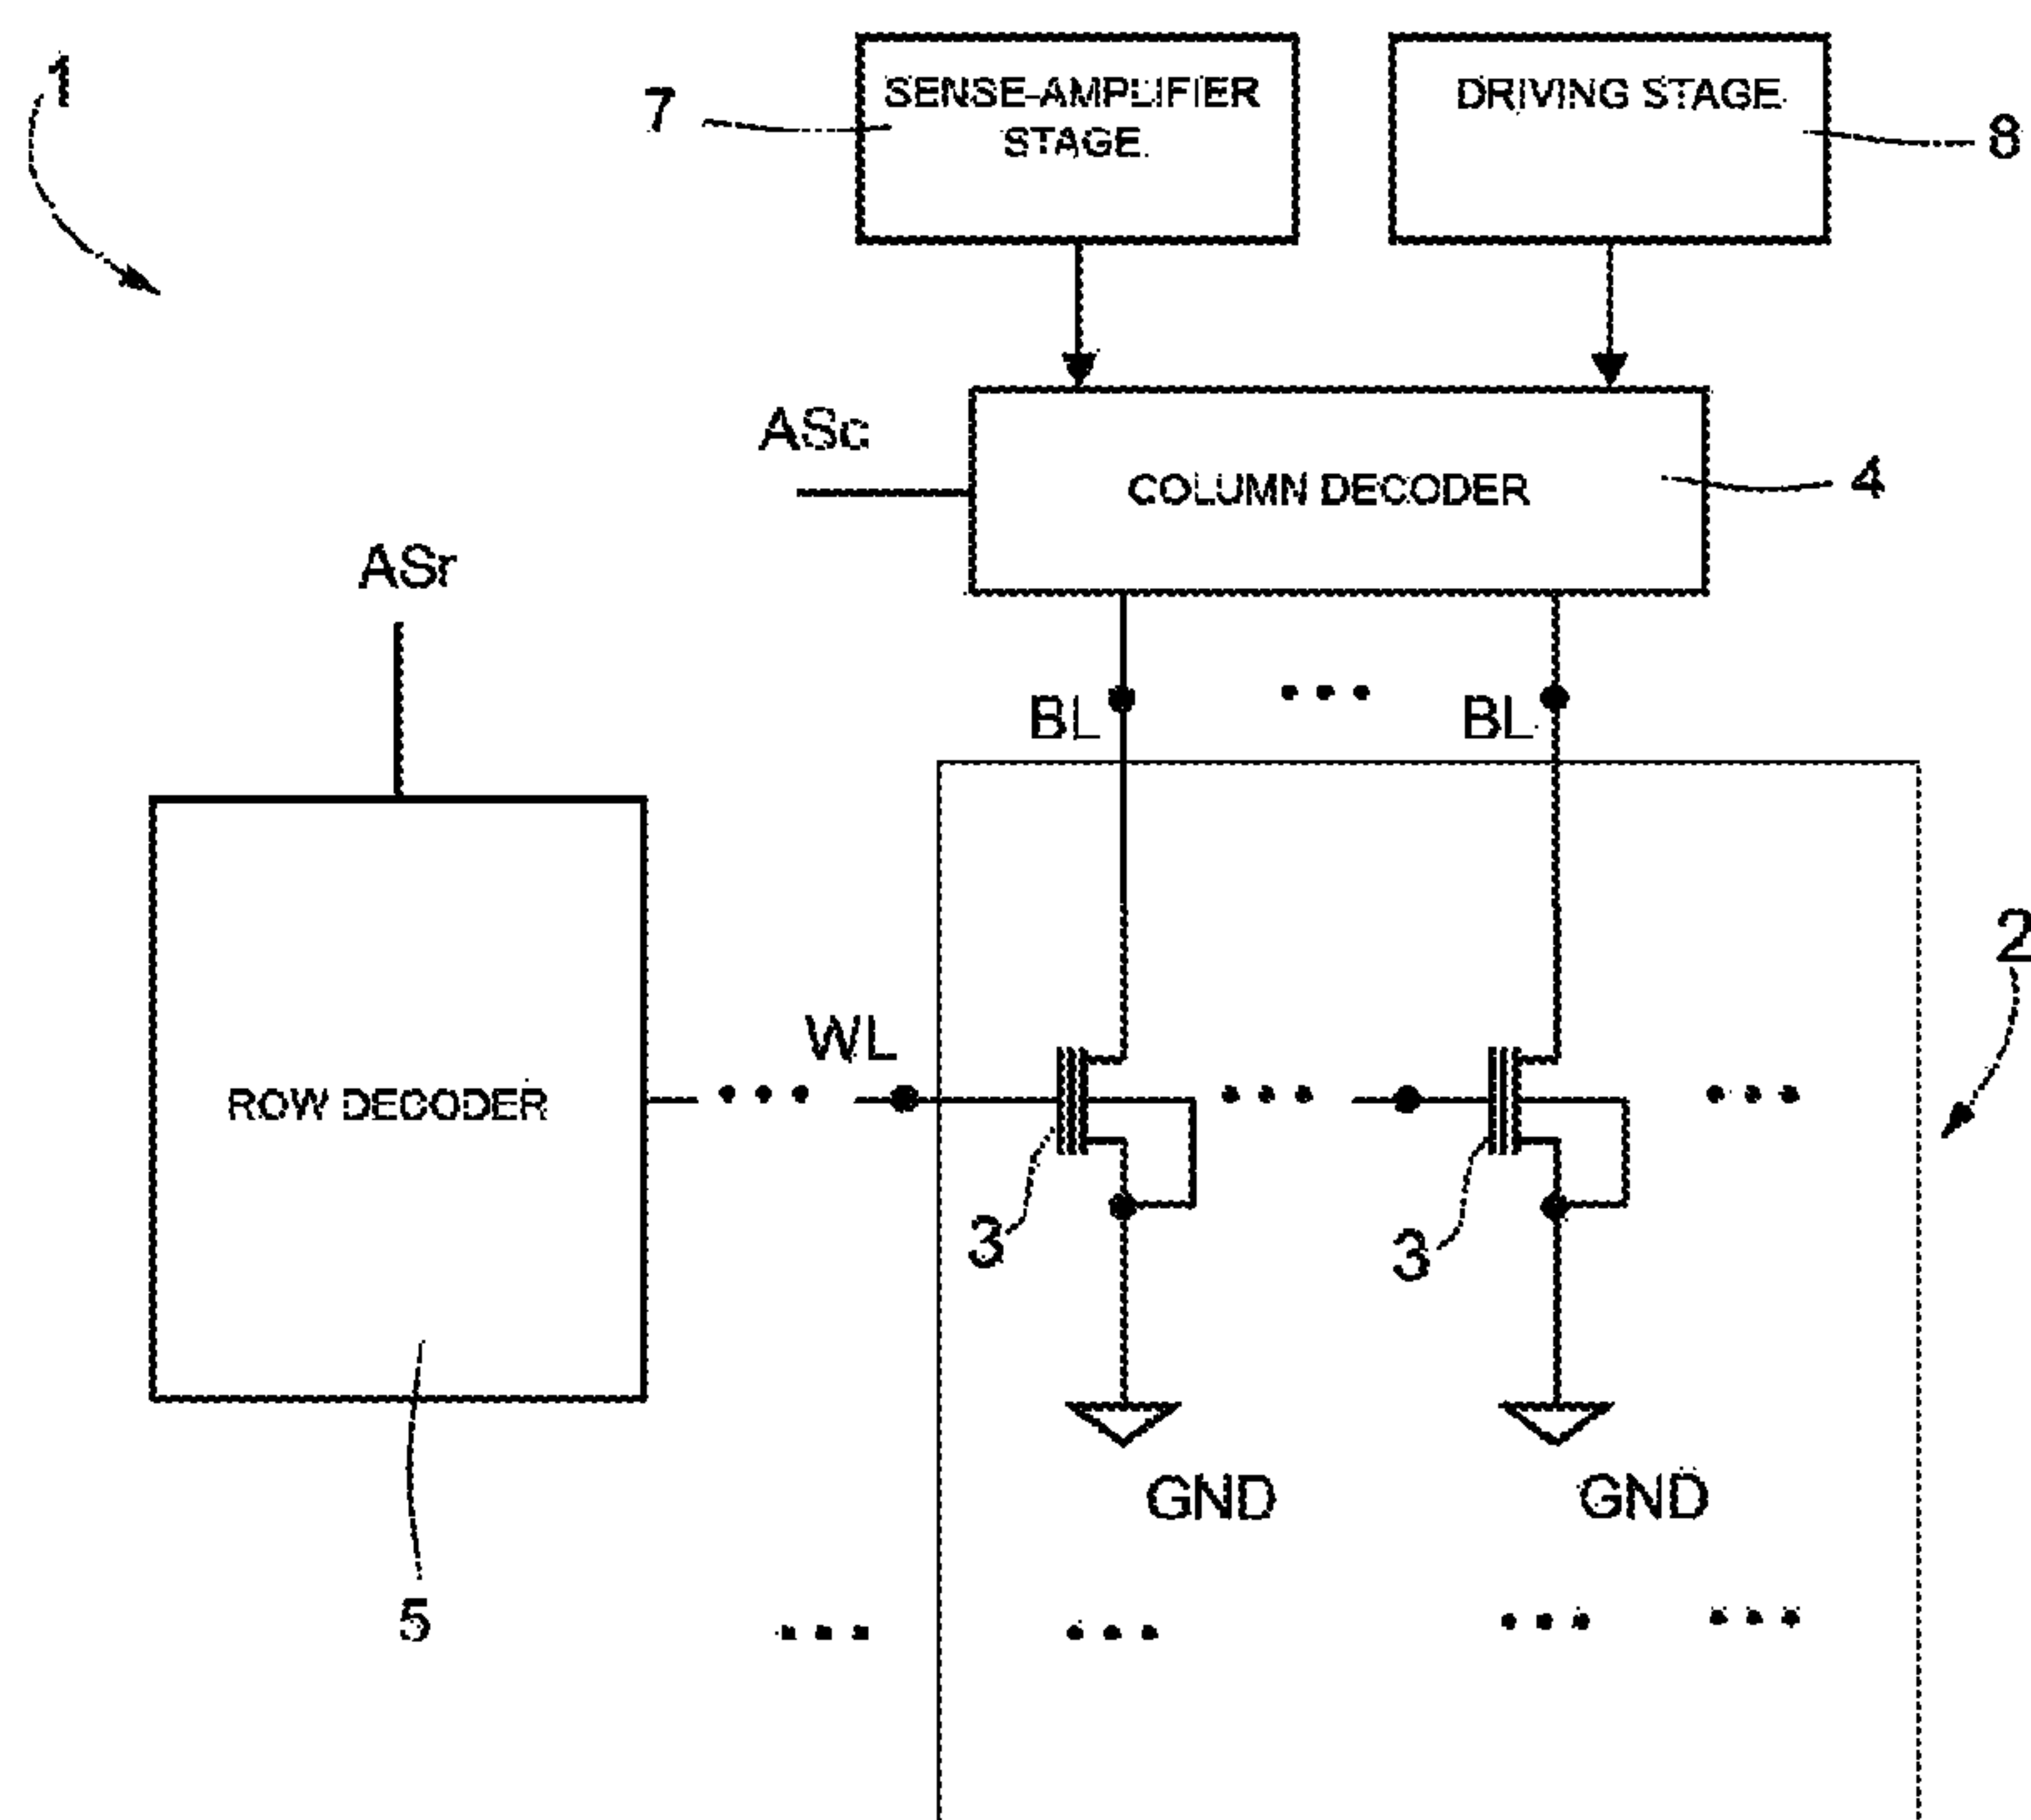 1
7
SENSE-AMPLIFIER
STAGE
DRIVING STAGE
8
ASc
COLUMN DECODER
4
ASr
BL
...
BL
2
WL
ROW DECODER
...
...
...
3
3
GND
GND
5
...
...
...
...